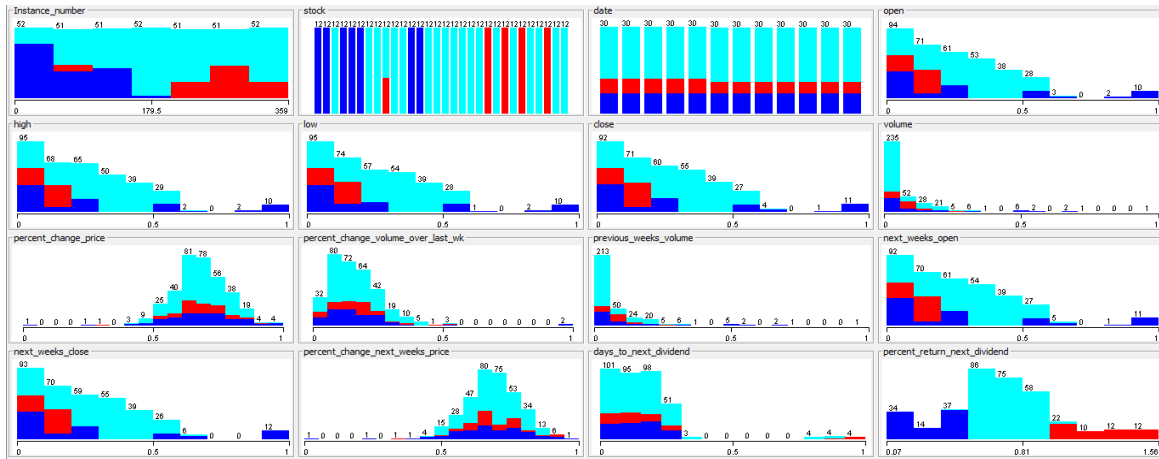 Instance_number
52 51 51 52 51 52 51 52
0 179.5 359
stock
12121212121212121212121212121212121212121212121212121212121212
date
30 30 30 30 30 30 30 30 30 30
open
94 71 61 53 38 28 3 0 2 10
0 0.5 1
high
95 68 65 50 39 29 2 0 2 10
0 0.5 1
low
95 74 57 54 39 28 1 0 2 10
0 0.5 1
close
92 71 60 55 39 27 4 0 1 11
0 0.5 1
volume
235 52 28 21 5 6 1 0 6 2 0 2 1 0 0 0 1
0 0.5 1
percent_change_price
1 0 0 0 1 1 0 3 9 25 40 81 78 56 38 19 4 4
0 0.5 1
percent_change_volume_over_last_wk
32 80 72 64 42 19 10 5 1 3 0 0 0 0 0 0 0 2
0 0.5 1
previous_weeks_volume
213 50 24 20 5 6 1 0 5 2 0 2 0 0 0 0 1
0 0.5 1
next_weeks_open
92 70 61 54 39 27 5 0 1 11
0 0.5 1
next_weeks_close
93 70 59 55 39 26 6 0 0 12
0 0.5 1
percent_change_next_weeks_price
1 0 0 0 0 0 1 1 4 15 28 47 80 75 53 34 13 6 1
0 0.5 1
days_to_next_dividend
101 95 98 51 3 0 0 0 0 0 0 0 4 4 4
0 0.5 1
percent_return_next_dividend
34 14 37 86 75 58 22 10 12 12
0.07 0.81 1.56